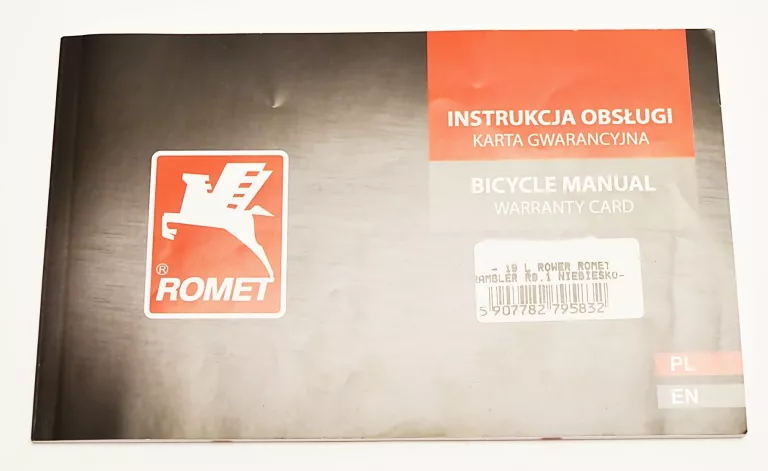 INSTRUKCJA OBSŁUGI
KARTA GWARANCYJNA
BICYCLE MANUAL
WARRANTY CARD
® ROMET
- 19 L ROWER ROMET
RAMBLER R9.1 NIEBIESKO-
5 907782 795832
PL
EN